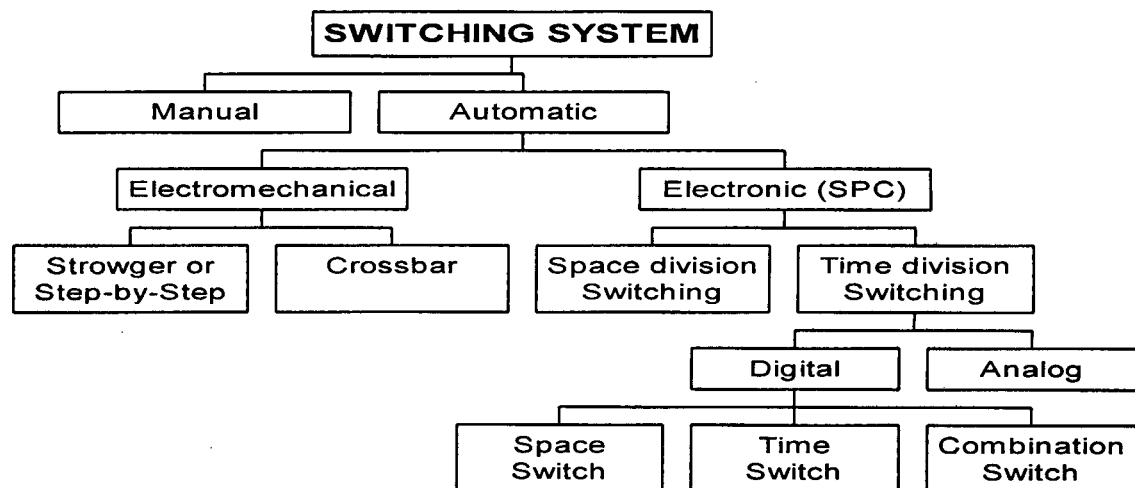 SWITCHING SYSTEM
Manual
Automatic
Electromechanical
Electronic (SPC)
Strowger or
Step-by-Step
Crossbar
Space division
Switching
Time division
Switching
Digital
Analog
Space
Switch
Time
Switch
Combination
Switch